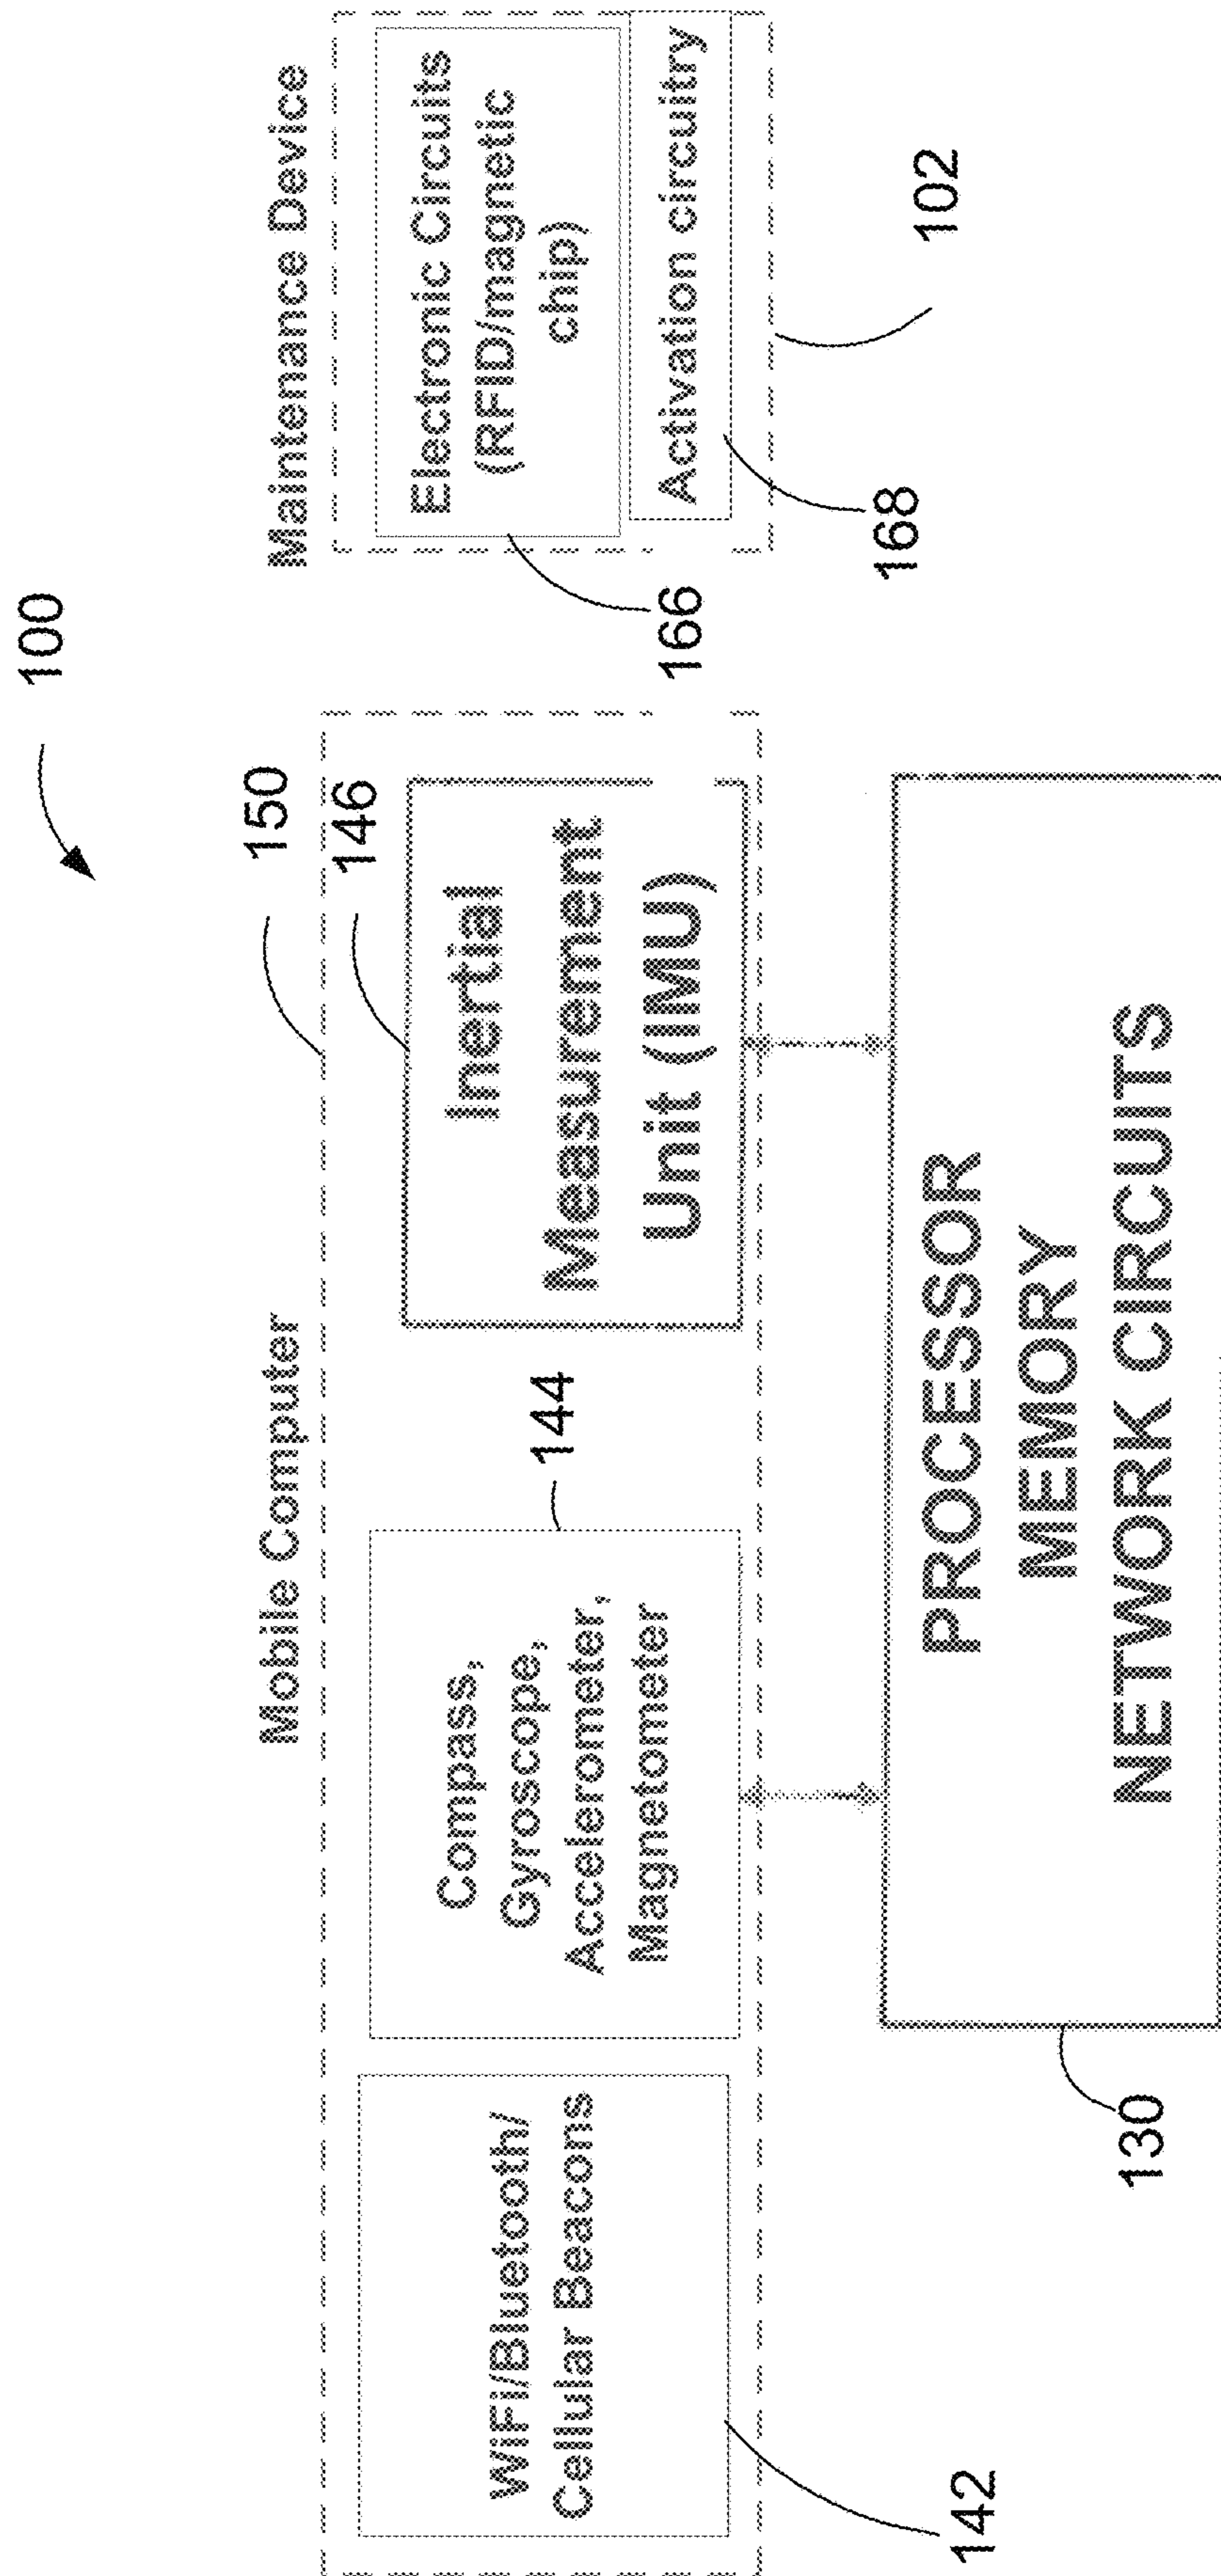 100
Mobile Computer
150
146
WiFi/Bluetooth/
Cellular Beacons
142
Compass,
Gyroscope,
Accelerometer,
Magnetometer
144
Inertial
Measurement
Unit (IMU)
PROCESSOR
MEMORY
NETWORK CIRCUITS
130
Maintenance Device
Electronic Circuits
(RFID/magnetic
chip)
166
Activation circuitry
168
102